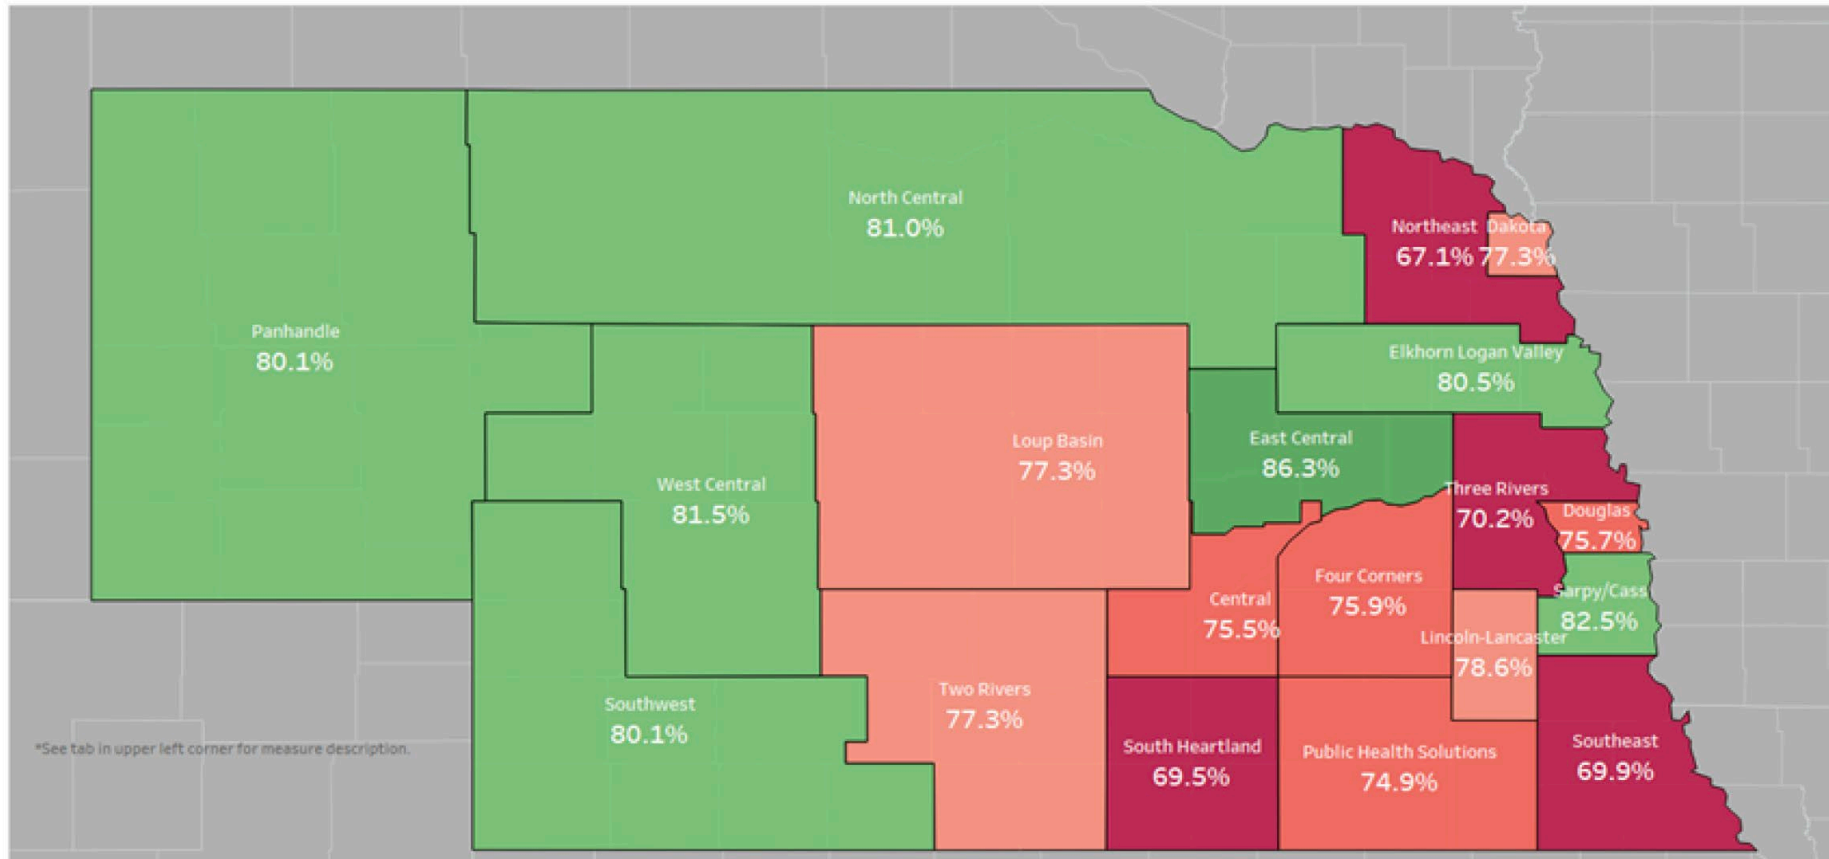 North Central
81.0%
Northeast
67.1%
Dakota
77.3%
Panhandle
80.1%
Elkhorn Logan Valley
80.5%
Loup Basin
77.3%
East Central
86.3%
West Central
81.5%
Three Rivers
70.2%
Douglas
75.7%
Four Corners
75.9%
Central
75.5%
Sarpy/Cass
82.5%
Lincoln-Lancaster
78.6%
Two Rivers
77.3%
Southwest
80.1%
South Heartland
69.5%
Public Health Solutions
74.9%
Southeast
69.9%
*See tab in upper left corner for measure description.